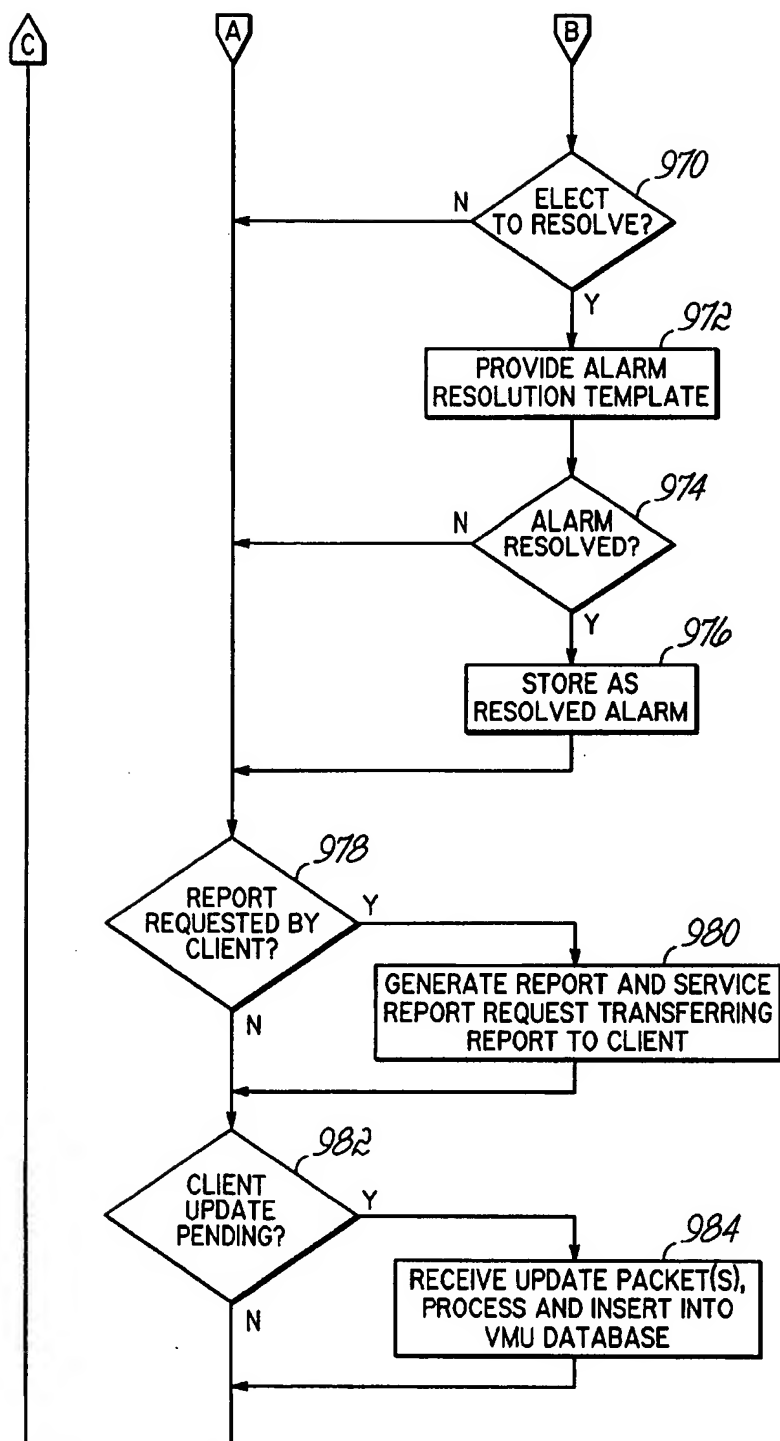 C
A
B
970
ELECT
TO RESOLVE?
N
Y
972
PROVIDE ALARM
RESOLUTION TEMPLATE
974
ALARM
RESOLVED?
N
Y
976
STORE AS
RESOLVED ALARM
978
REPORT
REQUESTED BY
CLIENT?
Y
N
980
GENERATE REPORT AND SERVICE
REPORT REQUEST TRANSFERRING
REPORT TO CLIENT
982
CLIENT
UPDATE
PENDING?
Y
N
984
RECEIVE UPDATE PACKET(S),
PROCESS AND INSERT INTO
VMU DATABASE